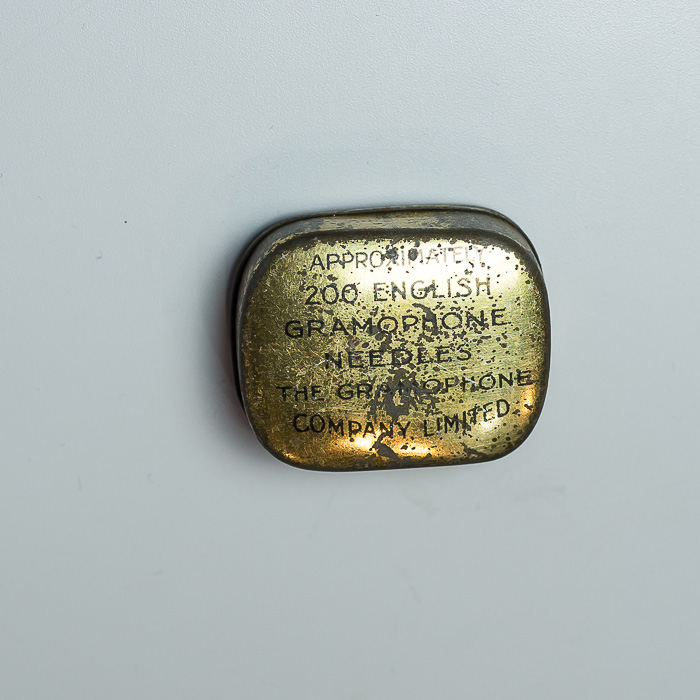 APPROXIMATELY
200 ENGLISH
GRAMOPHONE
NEEDLES
THE GRAMOPHONE
COMPANY LIMITED